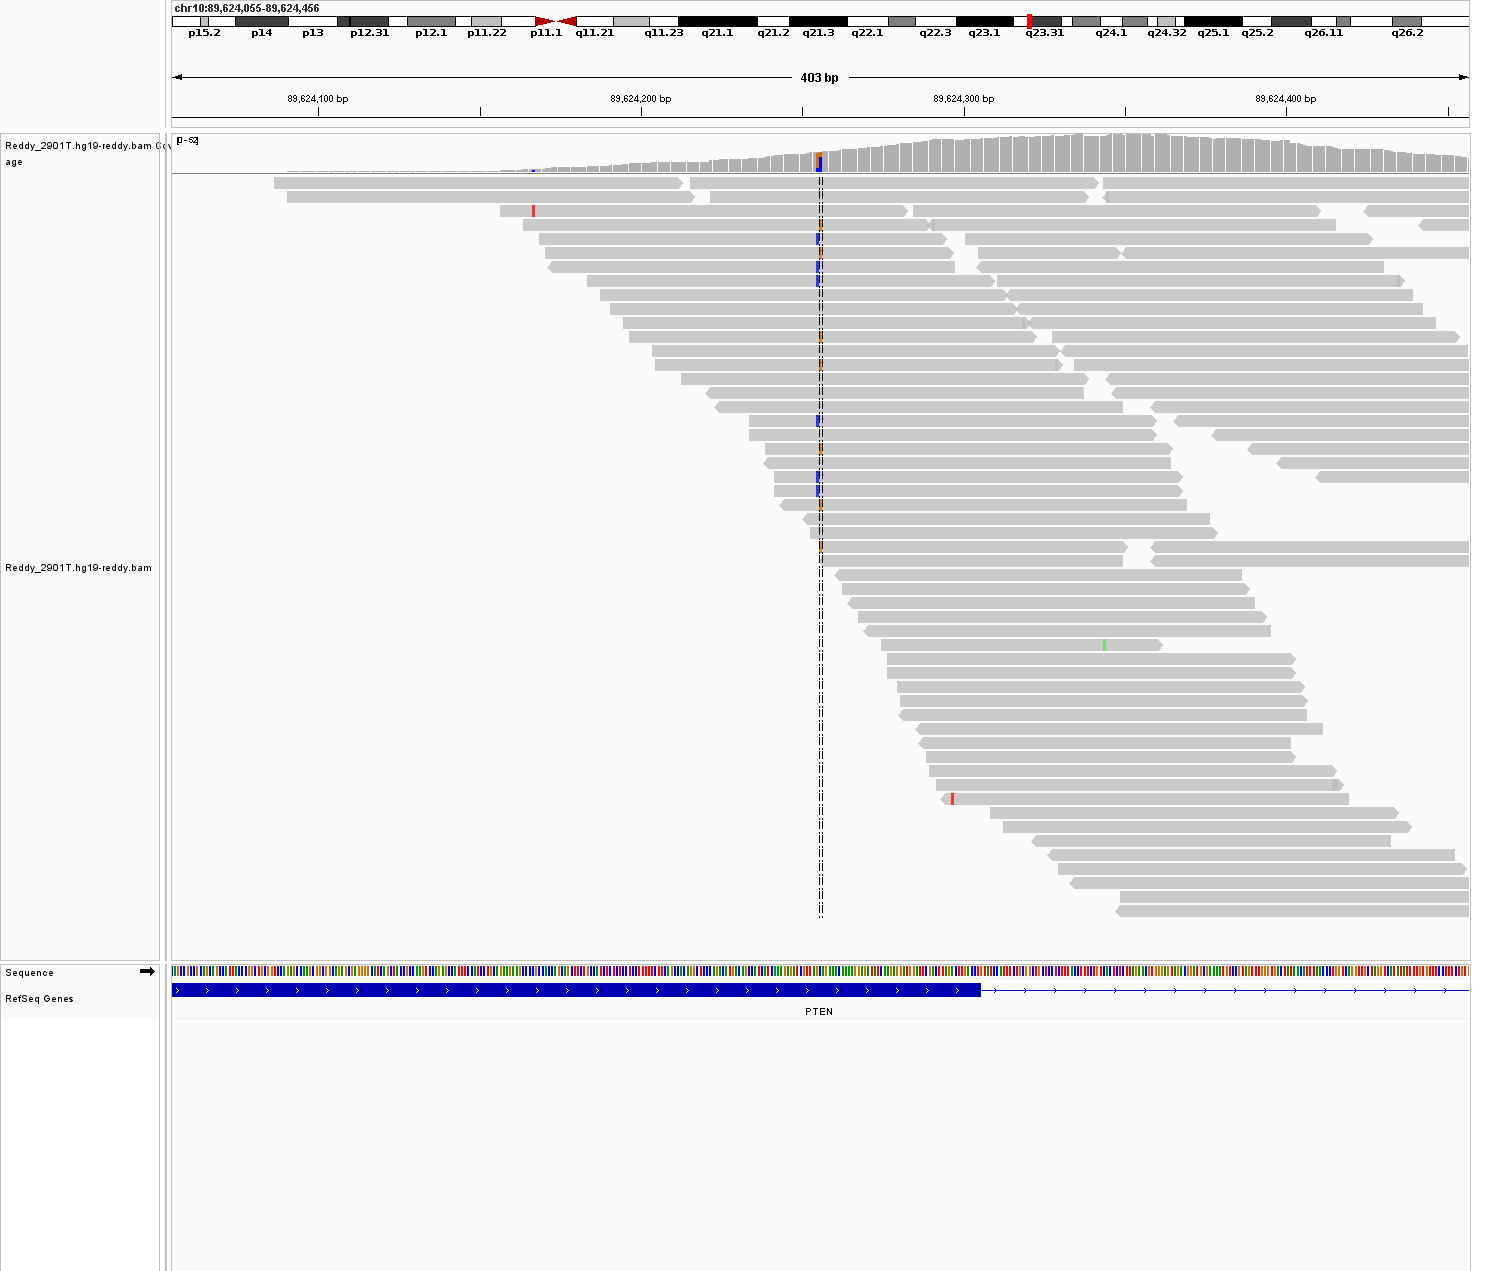 chr10:89,624,055-89,624,456
p15.2 p14 p13 p12.31 p12.1 p11.22 p11.1 q11.21 q11.23 q21.1 q21.2 q21.3 q22.1 q22.3 q23.1 q23.31 q24.1 q24.32 q25.1 q25.2 q26.11 q26.2
403 bp
89,624,100 bp 89,624,200 bp 89,624,300 bp 89,624,400 bp
Reddy_2901T.hg19-reddy.bam Cov
age
[0-52]
Reddy_2901T.hg19-reddy.bam
Sequence
RefSeq Genes
PTEN